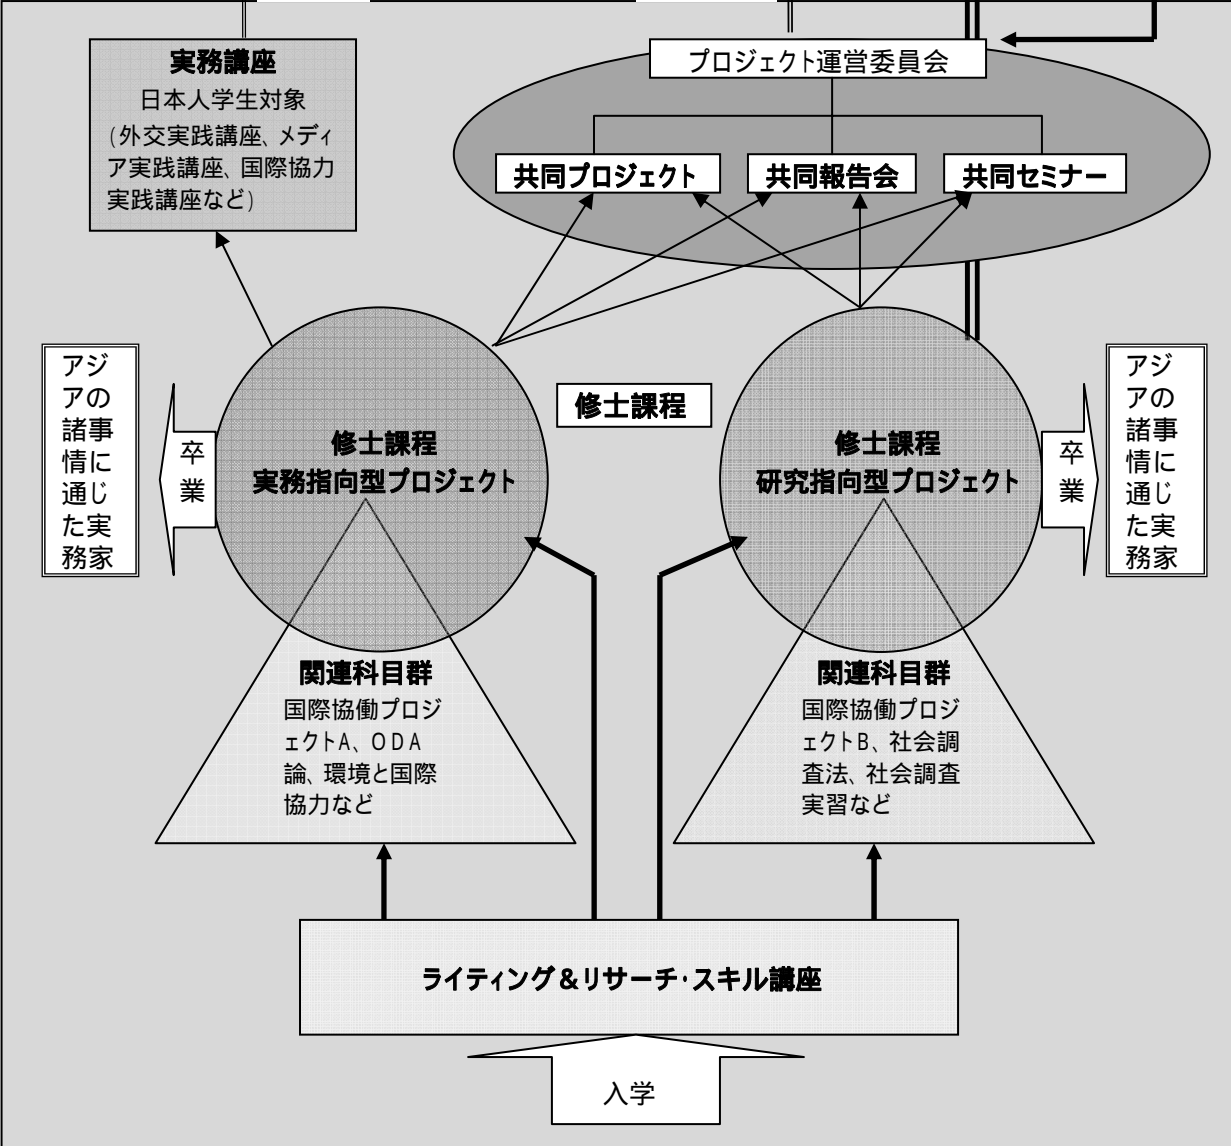 実務講座
日本人学生対象
(外交実践講座、メディ
ア実践講座、国際協力
実践講座など)
プロジェクト運営委員会
共同プロジェクト
共同報告会
共同セミナー
アジ
アの
諸事
情に
通じ
た実
務家
卒
業
修士課程
実務指向型プロジェクト
修士課程
修士課程
研究指向型プロジェクト
卒
業
アジ
アの
諸事
情に
通じ
た実
務家
関連科目群
国際協働プロジ
ェクトA、ODA
論、環境と国際
協力など
関連科目群
国際協働プロジ
ェクトB、社会調
査法、社会調査
実習など
ライティング&リサーチ・スキル講座
入学